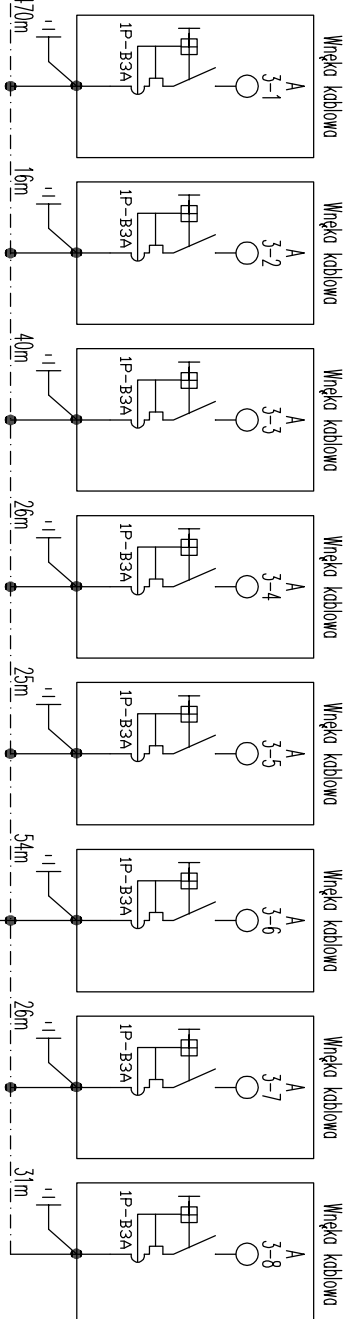 Wnęka kablowa
A
3-1
1P-B3A
470m
Wnęka kablowa
A
3-2
1P-B3A
16m
Wnęka kablowa
A
3-3
1P-B3A
40m
Wnęka kablowa
A
3-4
1P-B3A
26m
Wnęka kablowa
A
3-5
1P-B3A
25m
Wnęka kablowa
A
3-6
1P-B3A
54m
Wnęka kablowa
A
3-7
1P-B3A
26m
Wnęka kablowa
A
3-8
1P-B3A
31m